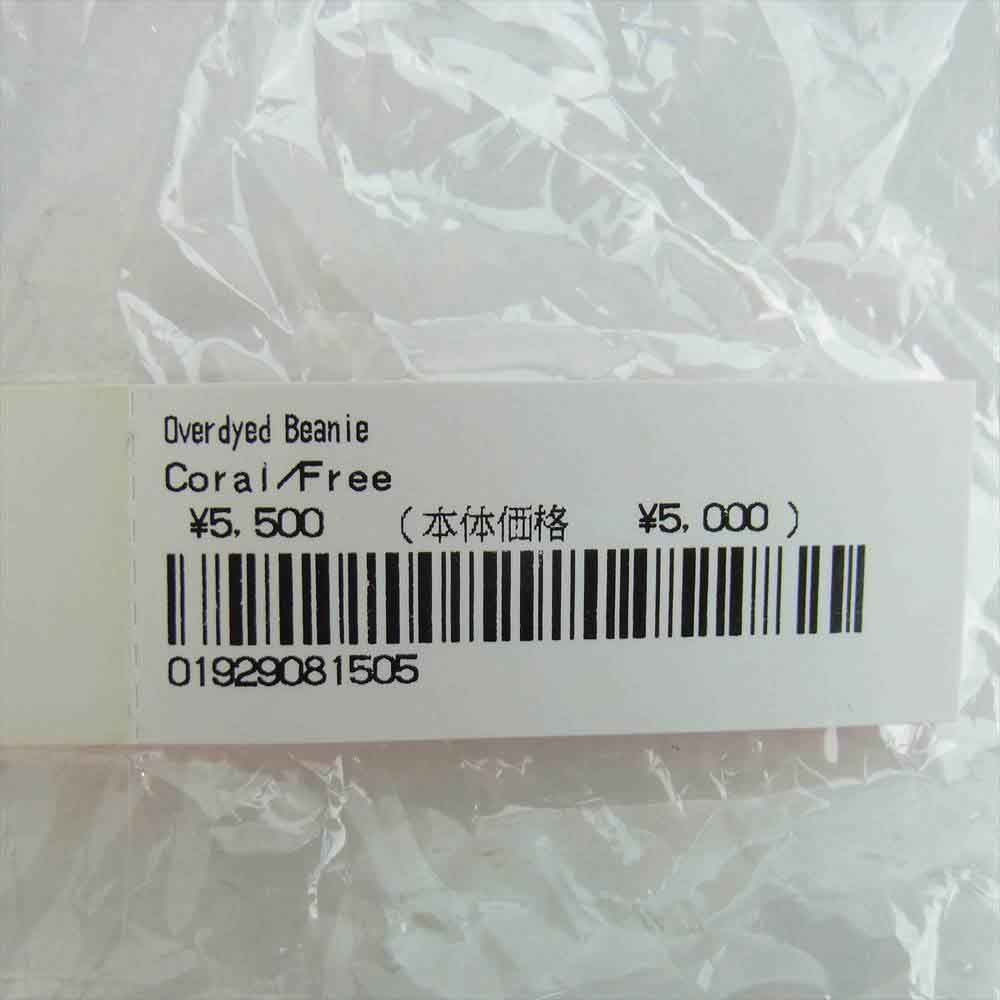 Overdyed Beanie
Coral/Free
¥5,500 (本体価格 ¥5,000)
01929081505